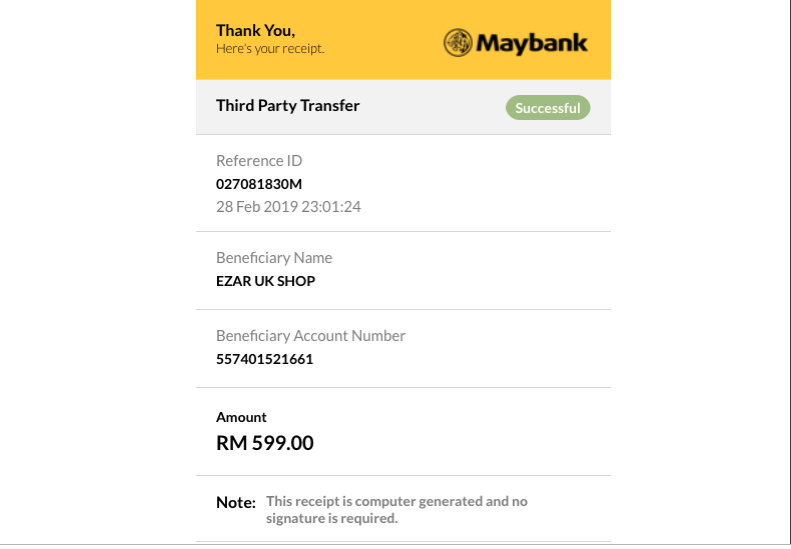 Thank You,
Here's your receipt.
Maybank
Third Party Transfer
Successful
Reference ID
027081830M
28 Feb 2019 23:01:24
Beneficiary Name
EZAR UK SHOP
Beneficiary Account Number
557401521661
Amount
RM 599.00
Note: This receipt is computer generated and no
signature is required.